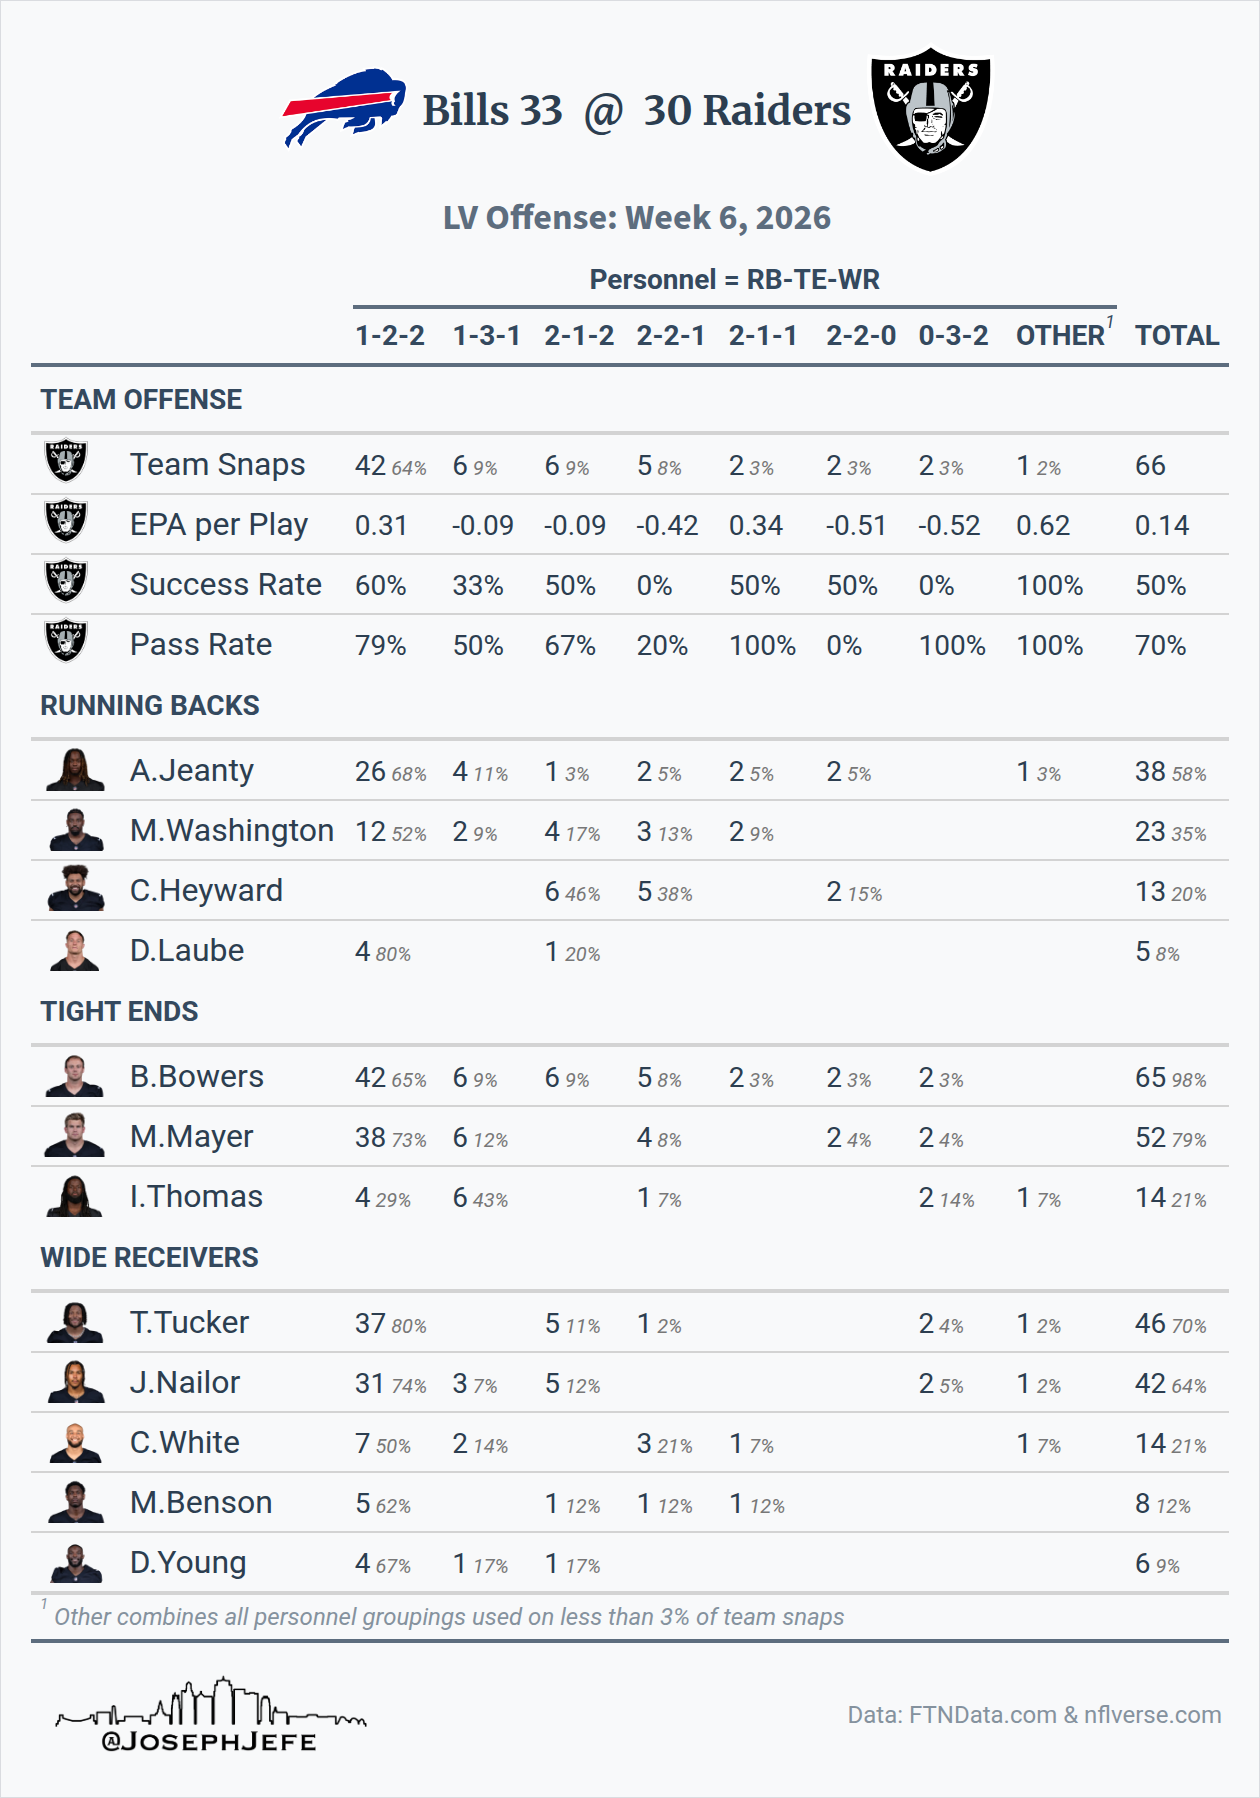 Bills 33 @ 30 Raiders
RAIDERS
LV Offense: Week 6, 2026
Personnel = RB-TE-WR
1-2-2 1-3-1 2-1-2 2-2-1 2-1-1 2-2-0 0-3-2 OTHER1 TOTAL
TEAM OFFENSE
RAIDERS Team Snaps 42 64% 6 9% 6 9% 5 8% 2 3% 2 3% 2 3% 1 2% 66
RAIDERS EPA per Play 0.31 -0.09 -0.09 -0.42 0.34 -0.51 -0.52 0.62 0.14
RAIDERS Success Rate 60% 33% 50% 0% 50% 50% 0% 100% 50%
RAIDERS Pass Rate 79% 50% 67% 20% 100% 0% 100% 100% 70%
RUNNING BACKS
A.Jeanty 26 68% 4 11% 1 3% 2 5% 2 5% 2 5% 1 3% 38 58%
M.Washington 12 52% 2 9% 4 17% 3 13% 2 9% 23 35%
C.Heyward 6 46% 5 38% 2 15% 13 20%
D.Laube 4 80% 1 20% 5 8%
TIGHT ENDS
B.Bowers 42 65% 6 9% 6 9% 5 8% 2 3% 2 3% 2 3% 65 98%
M.Mayer 38 73% 6 12% 4 8% 2 4% 2 4% 52 79%
I.Thomas 4 29% 6 43% 1 7% 2 14% 1 7% 14 21%
WIDE RECEIVERS
T.Tucker 37 80% 5 11% 1 2% 2 4% 1 2% 46 70%
J.Nailor 31 74% 3 7% 5 12% 2 5% 1 2% 42 64%
C.White 7 50% 2 14% 3 21% 1 7% 1 7% 14 21%
M.Benson 5 62% 1 12% 1 12% 1 12% 8 12%
D.Young 4 67% 1 17% 1 17% 6 9%
1 Other combines all personnel groupings used on less than 3% of team snaps
@JOSEPHJEFE
Data: FTNData.com & nflverse.com